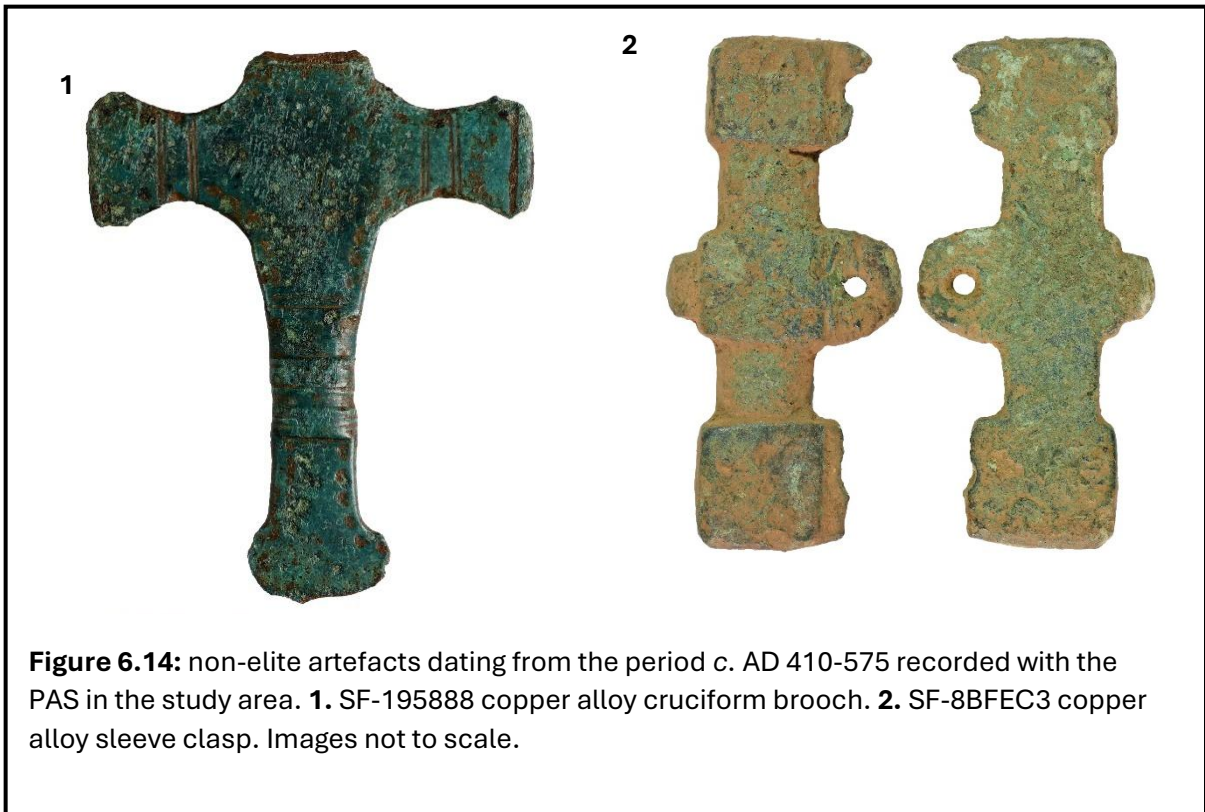 1
2
Figure 6.14: non-elite artefacts dating from the period c. AD 410-575 recorded with the
PAS in the study area. 1. SF-195888 copper alloy cruciform brooch. 2. SF-8BFEC3 copper
alloy sleeve clasp. Images not to scale.